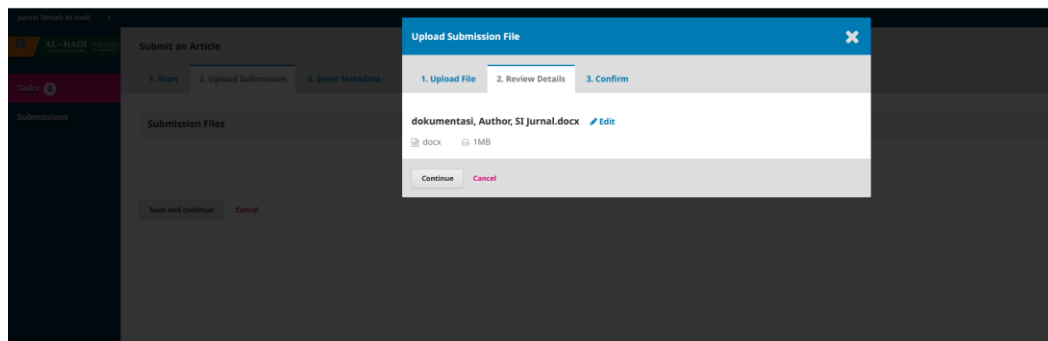 Jurnal Ilmiah Al-Hadi
AL - HADI
Tasks 6
Submissions
Submit an Article
1. Start 2. Upload Submission 3. Enter Metadata
Submission Files
Save and continue Cancel
Upload Submission File
1. Upload File 2. Review Details 3. Confirm
dokumentasi, Author, SI Jurnal.docx Edit
docx 1MB
Continue Cancel